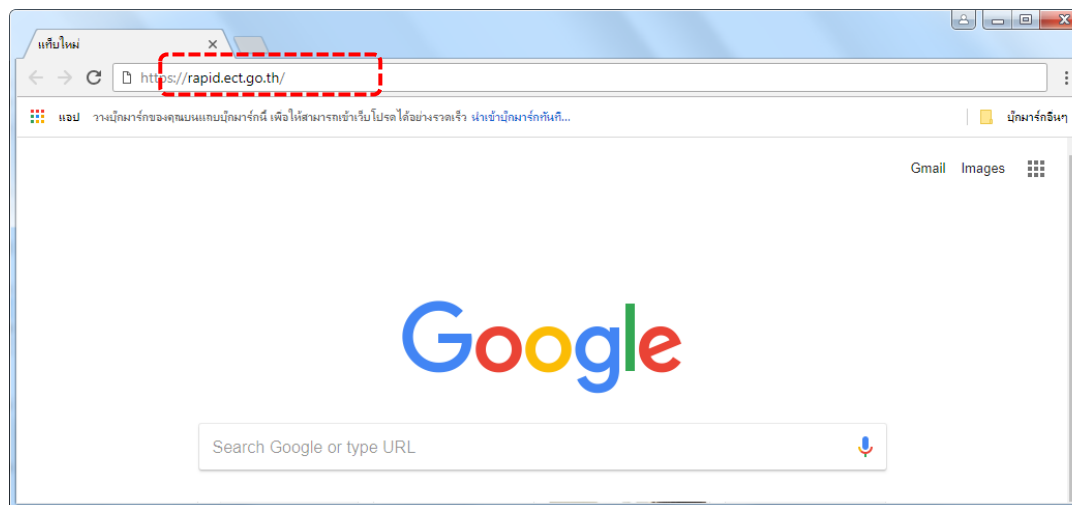 แท็บใหม่
https://rapid.ect.go.th/
แอป วางบุ๊กมาร์กของคุณบนแถบบุ๊กมาร์กนี้ เพื่อให้สามารถเข้าเว็บโปรดได้อย่างรวดเร็ว นำเข้าบุ๊กมาร์กทันที... บุ๊กมาร์กอื่นๆ
Gmail Images
Google
Search Google or type URL